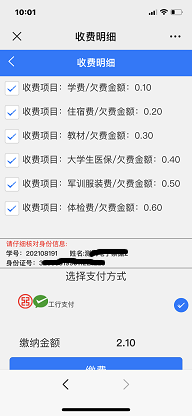 10:01
收费明细
收费明细
收费项目：学费/欠费金额：0.10
收费项目：住宿费/欠费金额：0.20
收费项目：教材/欠费金额：0.30
收费项目：大学生医保/欠费金额：0.40
收费项目：军训服装费/欠费金额：0.50
收费项目：体检费/欠费金额：0.60
请仔细核对身份信息:
学号: 202108191 姓名:
身份证号:
选择支付方式
工行支付
缴纳金额 2.10
缴费